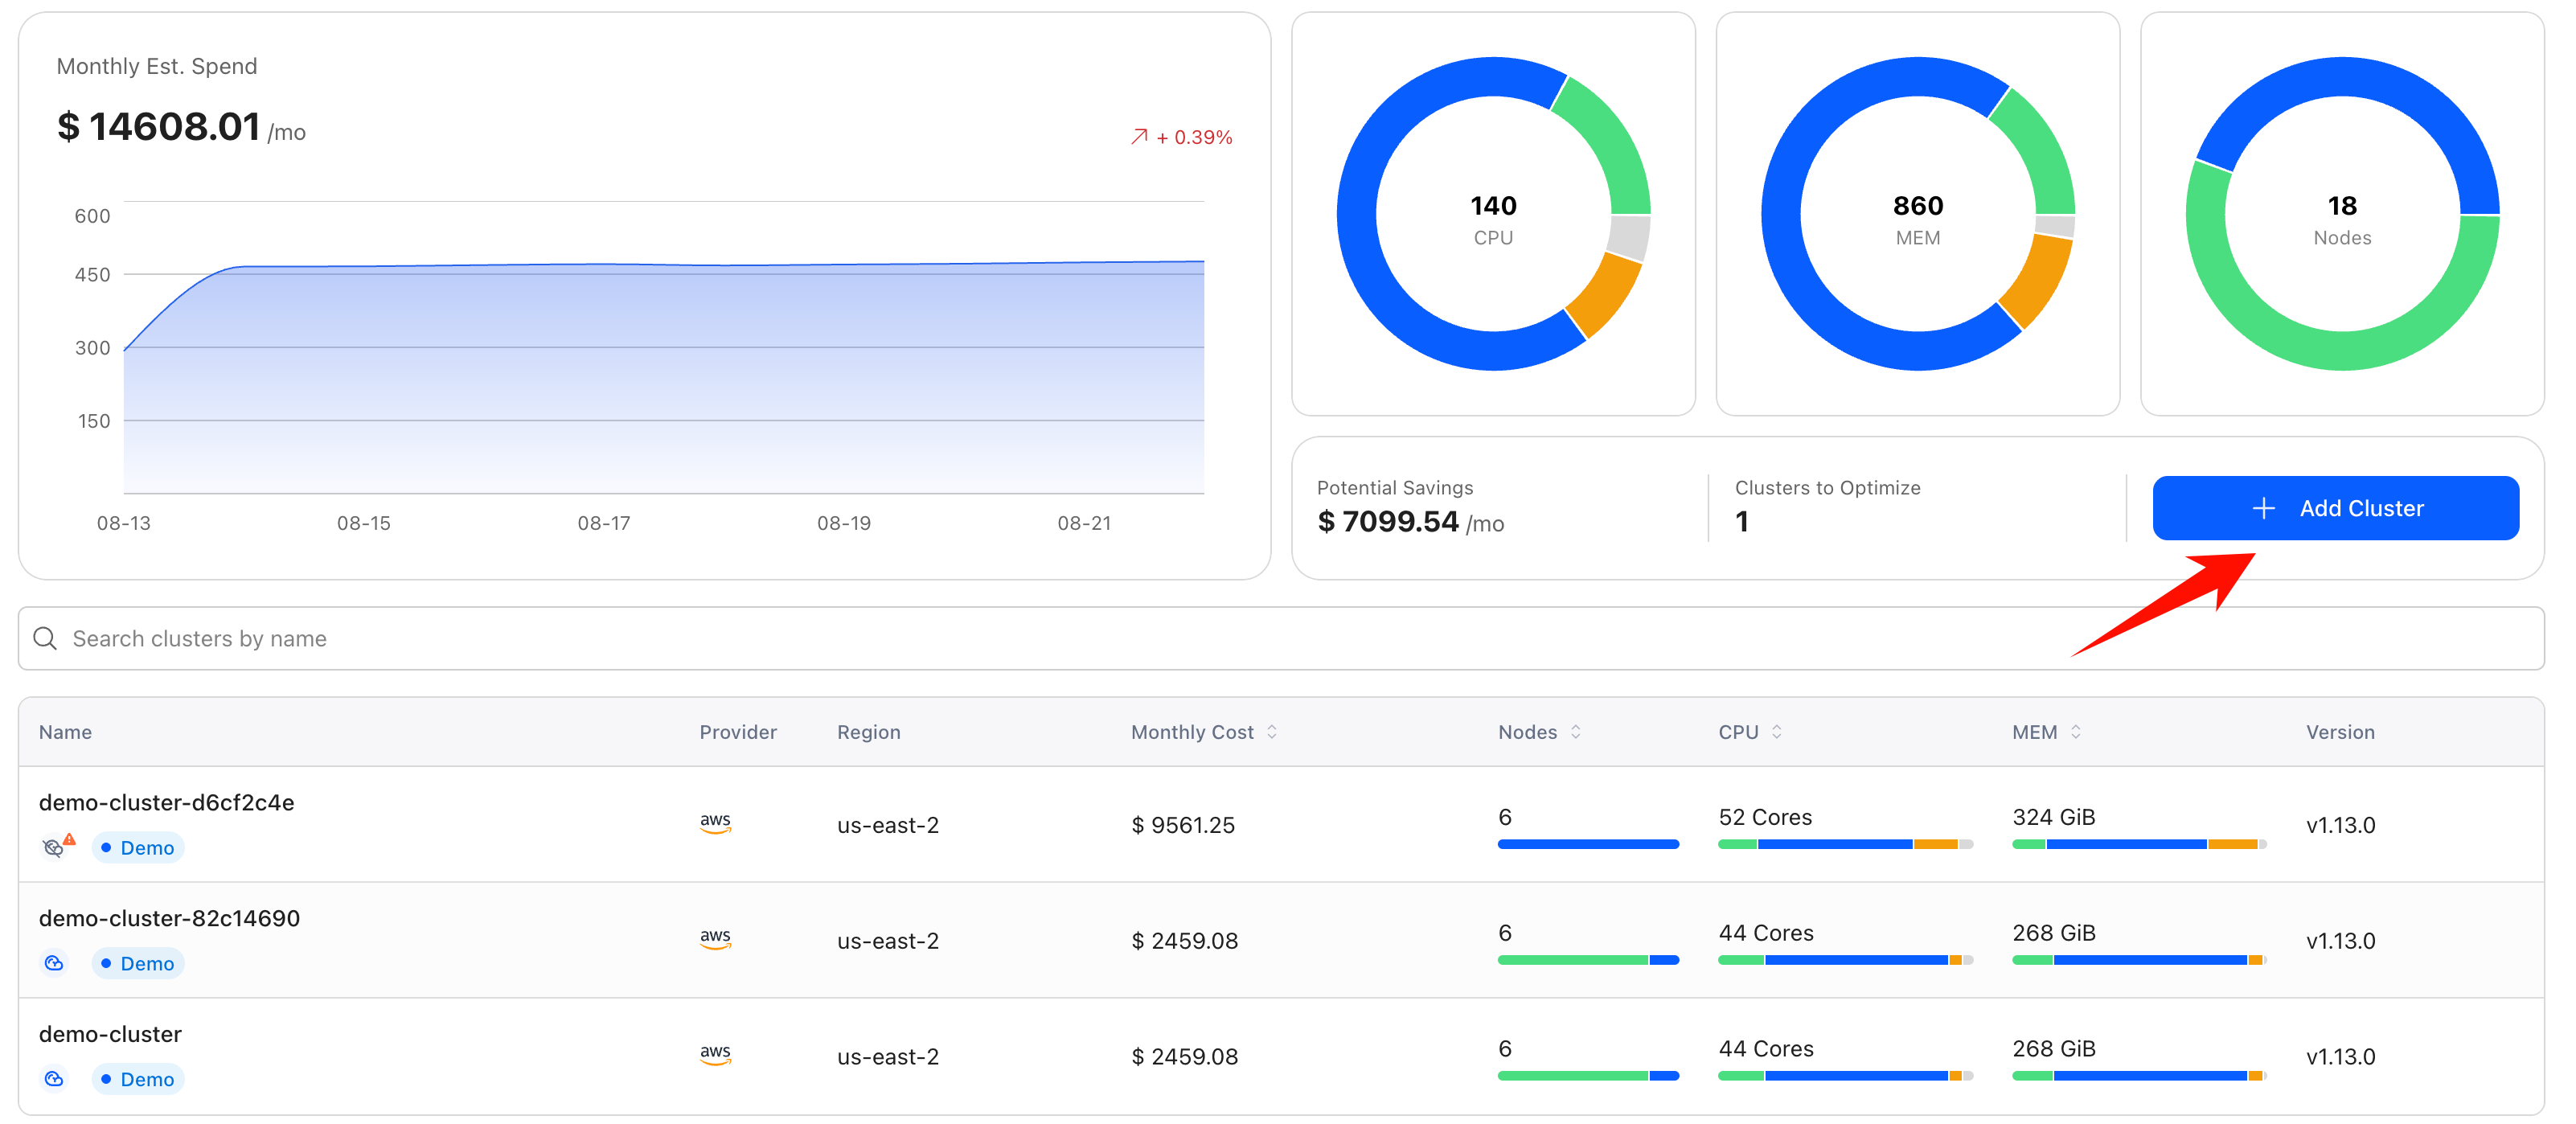 Monthly Est. Spend
$ 14608.01 /mo
+ 0.39%
600
450
300
150
08-13
08-15
08-17
08-19
08-21
140
CPU
860
MEM
18
Nodes
Potential Savings
$ 7099.54 /mo
Clusters to Optimize
1
Add Cluster
Search clusters by name
Name Provider Region Monthly Cost Nodes CPU MEM Version
demo-cluster-d6cf2c4e
Demo
aws
us-east-2
$ 9561.25
6
52 Cores
324 GiB
v1.13.0
demo-cluster-82c14690
Demo
aws
us-east-2
$ 2459.08
6
44 Cores
268 GiB
v1.13.0
demo-cluster
Demo
aws
us-east-2
$ 2459.08
6
44 Cores
268 GiB
v1.13.0